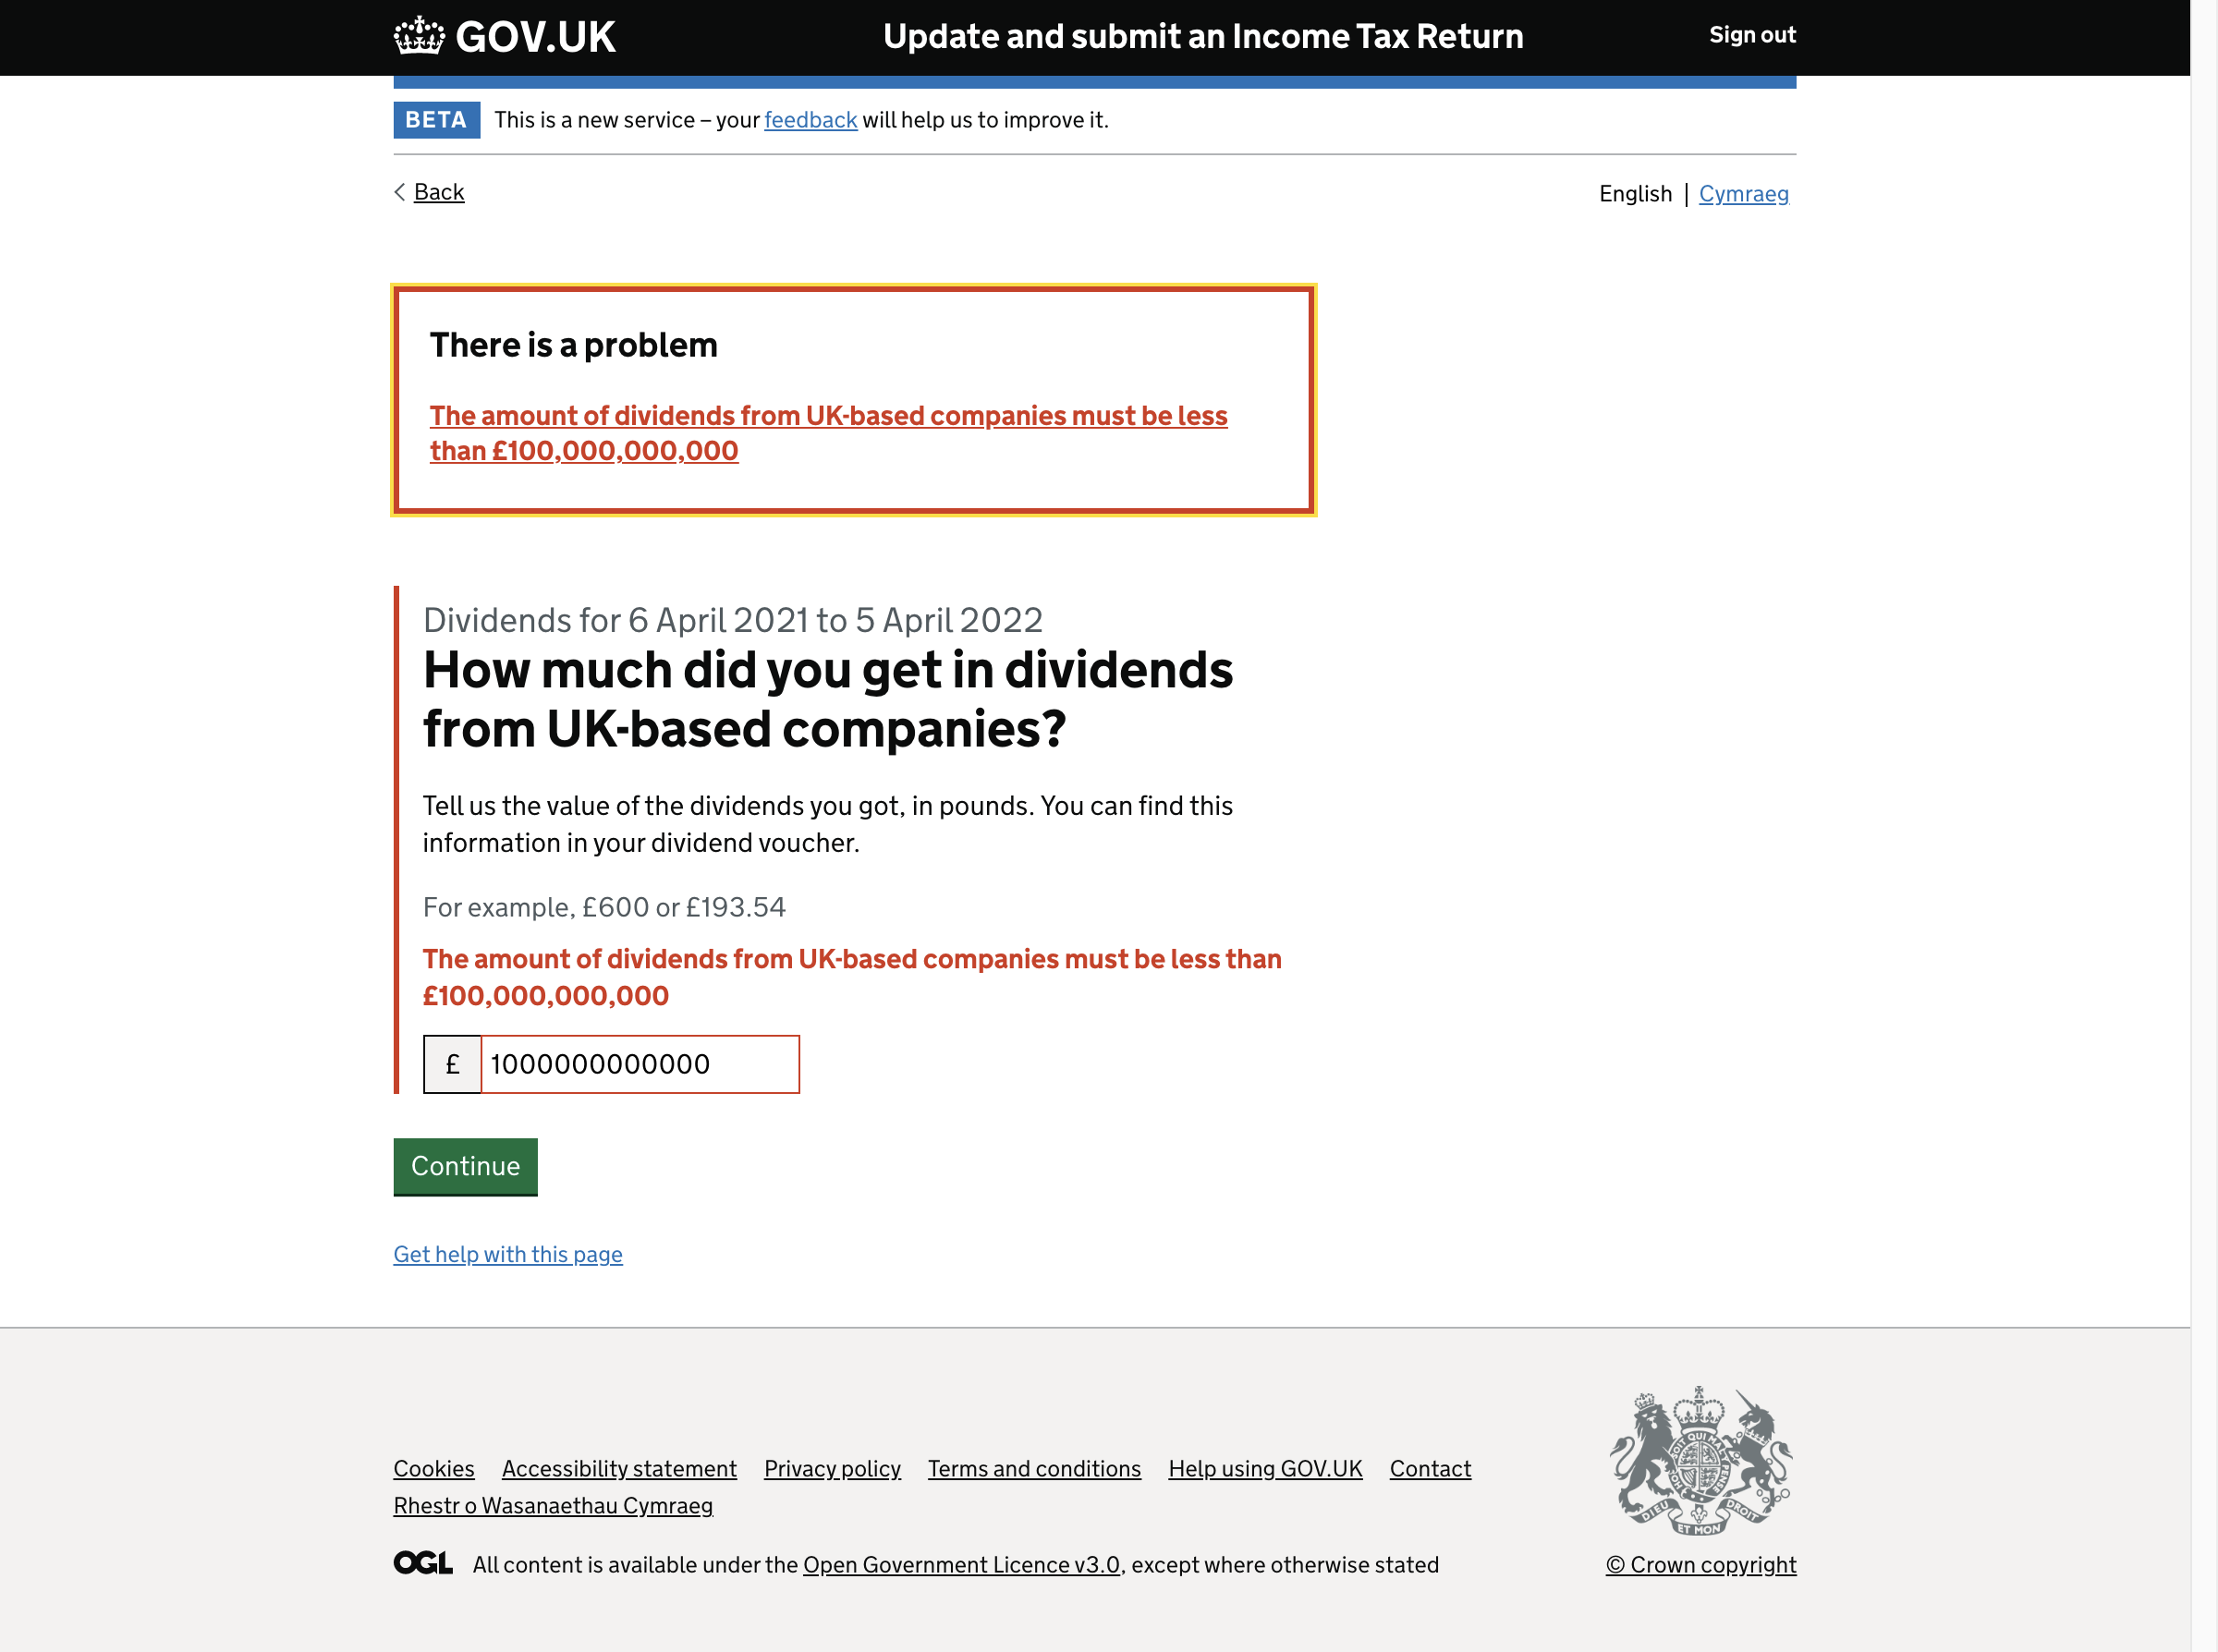 GOV.UK
Update and submit an Income Tax Return
Sign out
BETA This is a new service – your feedback will help us to improve it.
Back
English | Cymraeg
There is a problem
The amount of dividends from UK-based companies must be less
than £100,000,000,000
Dividends for 6 April 2021 to 5 April 2022
How much did you get in dividends
from UK-based companies?
Tell us the value of the dividends you got, in pounds. You can find this
information in your dividend voucher.
For example, £600 or £193.54
The amount of dividends from UK-based companies must be less than
£100,000,000,000
£ 1000000000000
Continue
Get help with this page
Cookies Accessibility statement Privacy policy Terms and conditions Help using GOV.UK Contact
Rhestr o Wasanaethau Cymraeg
DIEU ET MON DROIT
OGL All content is available under the Open Government Licence v3.0, except where otherwise stated
© Crown copyright